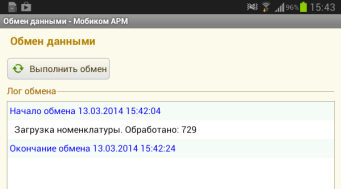 96% 15:43
Обмен данными - Мобиком АРМ
Обмен данными
Выполнить обмен
Лог обмена
Начало обмена 13.03.2014 15:42:04
Загрузка номенклатуры. Обработано: 729
Окончание обмена 13.03.2014 15:42:24